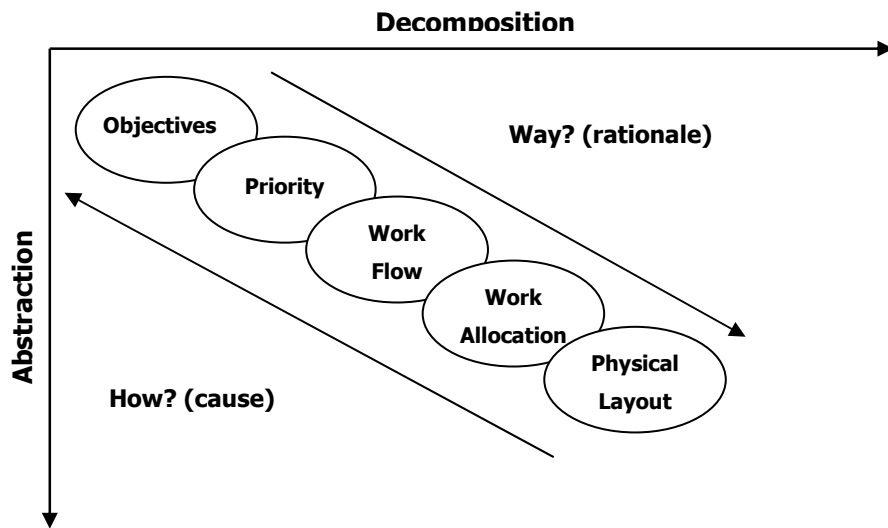 Decomposition
Objectives
Way? (rationale)
Priority
Work
Flow
Work
Allocation
Physical
Layout
How? (cause)
Abstraction